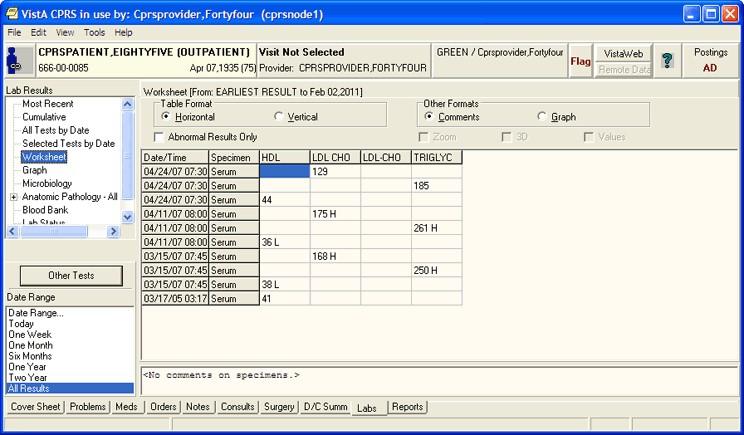 VistA CPRS in use by: Cprsprovider,Fortyfour (cprsnode1)
File Edit View Tools Help
CPRSPATIENT,EIGHTYFIVE (OUTPATIENT) Visit Not Selected GREEN / Cprsprovider,Fortyfour Flag VistaWeb ? Postings
666-00-0085 Apr 07,1935 (75) Provider: CPRSPROVIDER,FORTYFOUR Remote Data AD
Lab Results
Most Recent
Cumulative
All Tests by Date
Selected Tests by Date
Worksheet
Graph
Microbiology
Anatomic Pathology - All
Blood Bank
Lab Status
Other Tests
Date Range
Date Range...
Today
One Week
One Month
Six Months
One Year
Two Year
All Results
Worksheet [From: EARLIEST RESULT to Feb 02,2011]
Table Format Other Formats
Horizontal Vertical Comments Graph
Abnormal Results Only Zoom 3D Values
Date/Time Specimen HDL LDL CHO LDL-CHO TRIGLYC
04/24/07 07:30 Serum 129
04/24/07 07:30 Serum 185
04/24/07 07:30 Serum 44
04/11/07 08:00 Serum 175 H
04/11/07 08:00 Serum 261 H
04/11/07 08:00 Serum 36 L
03/15/07 07:45 Serum 168 H
03/15/07 07:45 Serum 250 H
03/15/07 07:45 Serum 38 L
03/17/05 03:17 Serum 41
<No comments on specimens.>
Cover Sheet Problems Meds Orders Notes Consults Surgery D/C Summ Labs Reports